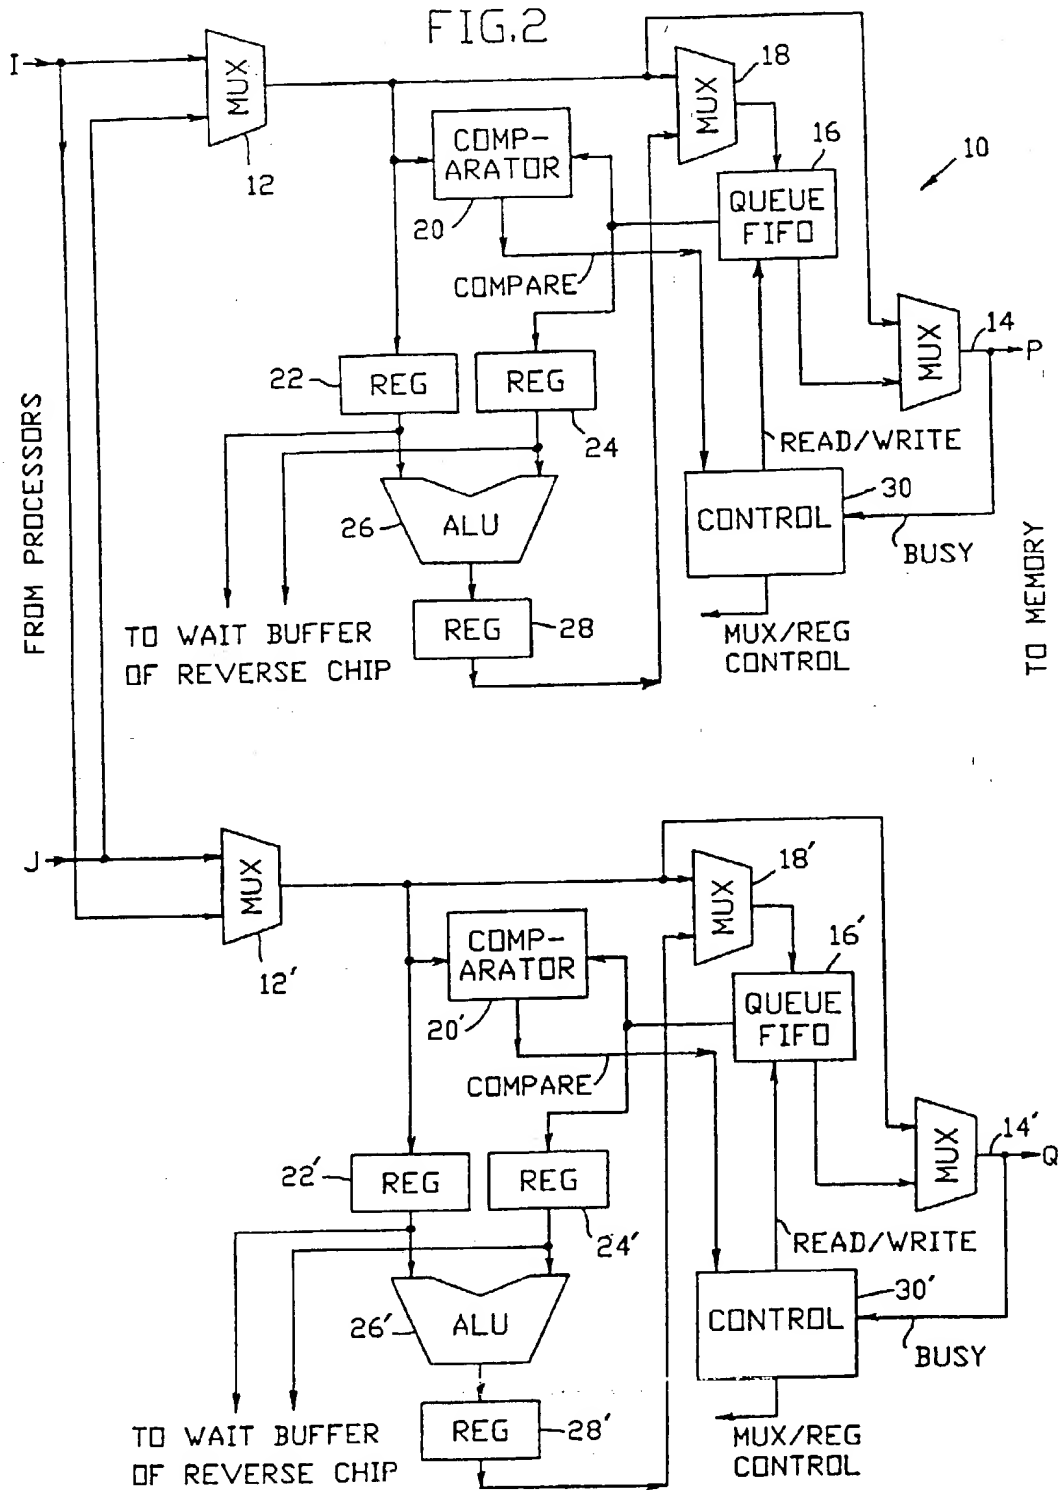 FIG.2
I
MUX
12
18
MUX
COMP-
ARATOR
20
16
QUEUE
FIFO
10
COMPARE
MUX
14
P
22
REG
REG
24
READ/WRITE
FROM PROCESSORS
26
ALU
CONTROL
30
BUSY
TO MEMORY
REG
28
TO WAIT BUFFER
OF REVERSE CHIP
MUX/REG
CONTROL
J
MUX
12'
18'
MUX
COMP-
ARATOR
20'
16'
QUEUE
FIFO
COMPARE
MUX
14'
Q
22'
REG
REG
24'
READ/WRITE
26'
ALU
CONTROL
30'
BUSY
REG
28'
TO WAIT BUFFER
OF REVERSE CHIP
MUX/REG
CONTROL